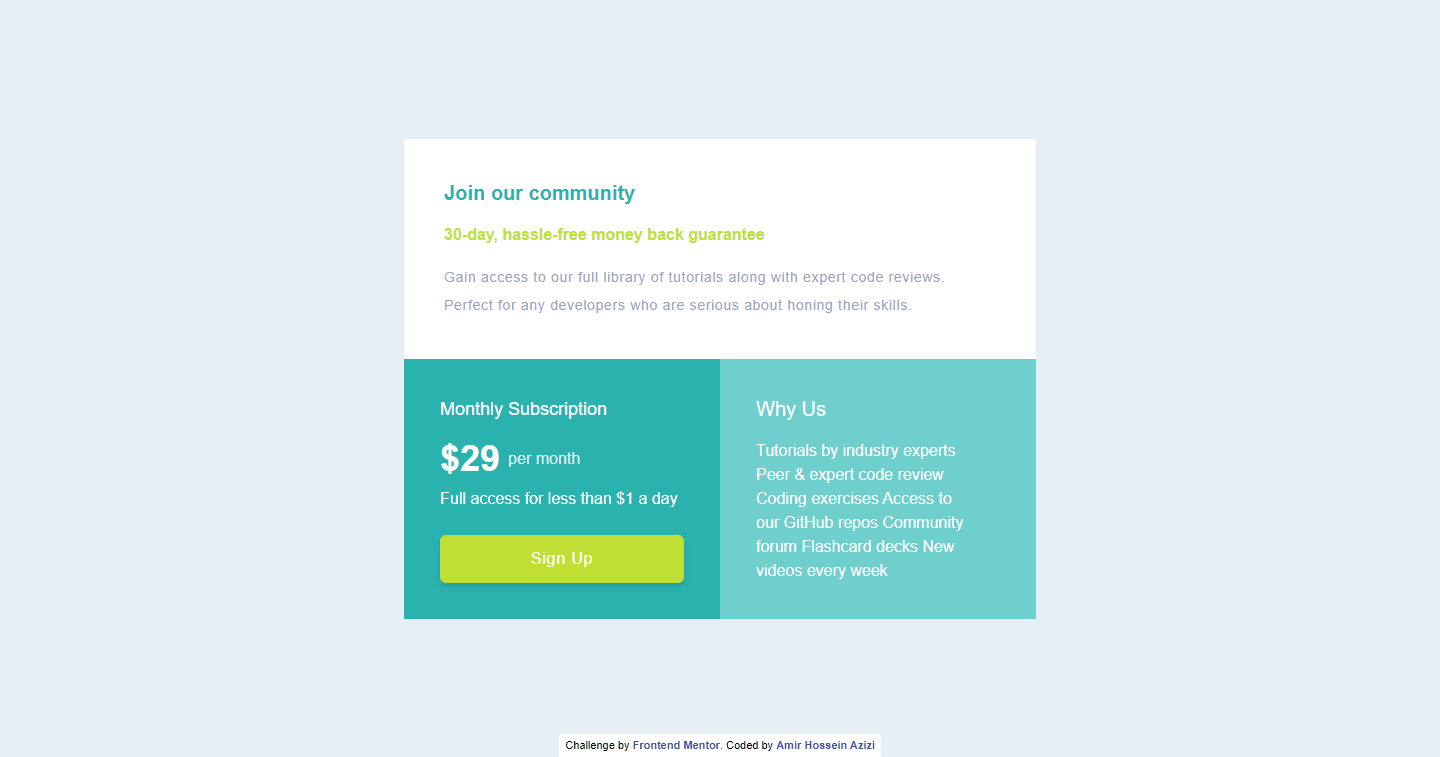 Join our community
30-day, hassle-free money back guarantee
Gain access to our full library of tutorials along with expert code reviews.
Perfect for any developers who are serious about honing their skills.
Monthly Subscription
$29 per month
Full access for less than $1 a day
Sign Up
Why Us
Tutorials by industry experts
Peer & expert code review
Coding exercises Access to
our GitHub repos Community
forum Flashcard decks New
videos every week
Challenge by Frontend Mentor. Coded by Amir Hossein Azizi